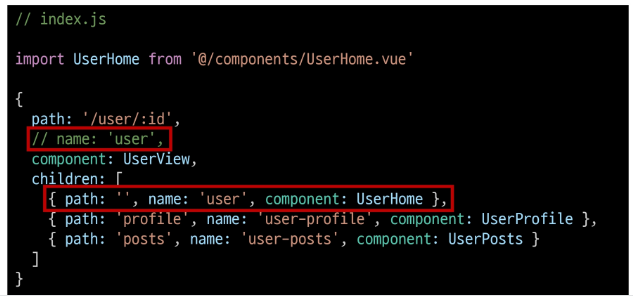 // index.js
import UserHome from '@/components/UserHome.vue'
{
path: '/user/:id',
// name: 'user',
component: UserView,
children: [
{ path: '', name: 'user', component: UserHome },
{ path: 'profile', name: 'user-profile', component: UserProfile },
{ path: 'posts', name: 'user-posts', component: UserPosts }
]
}